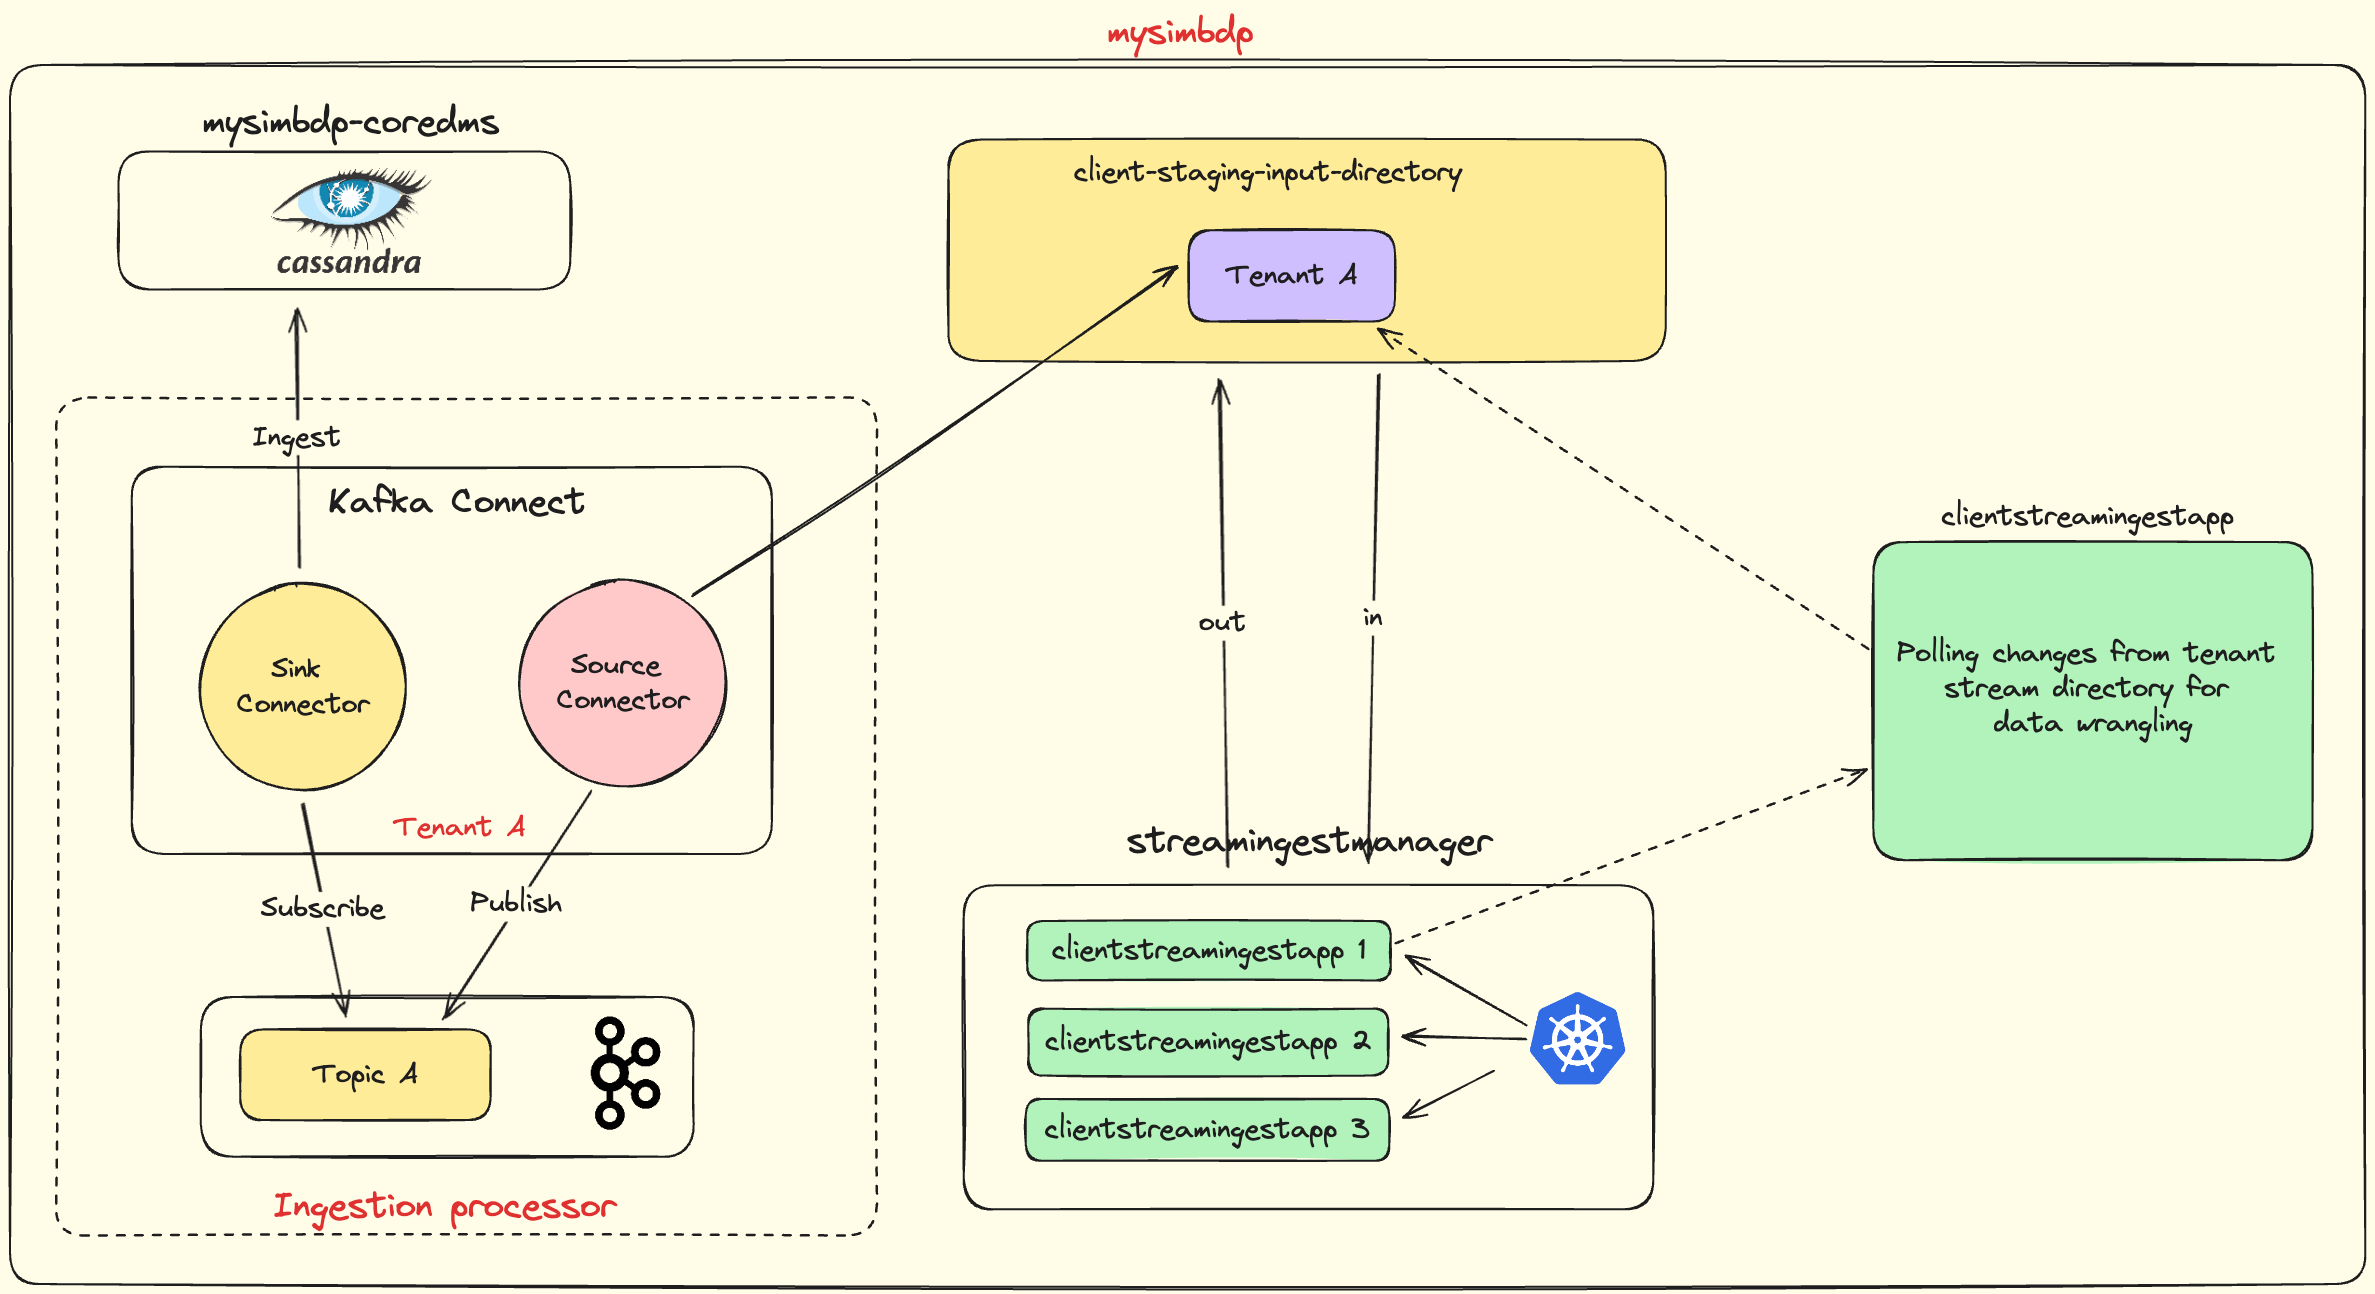 mysimbdp
mysimbdp-coredms
cassandra
client-staging-input-directory
Tenant A
Ingest
Kafka Connect
Sink
Connector
Source
Connector
Tenant A
Subscribe
Publish
Topic A
Ingestion processor
out
in
streamingestmanager
clientstreamingestapp 1
clientstreamingestapp 2
clientstreamingestapp 3
clientstreamingestapp
Polling changes from tenant
stream directory for
data wrangling